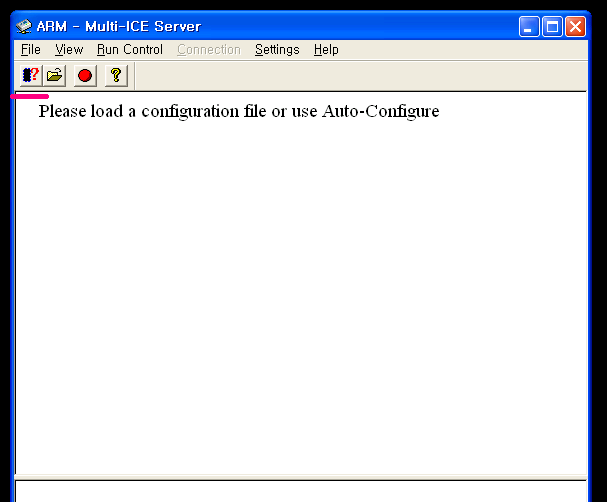 ARM - Multi-ICE Server
File View Run Control Connection Settings Help
Please load a configuration file or use Auto-Configure